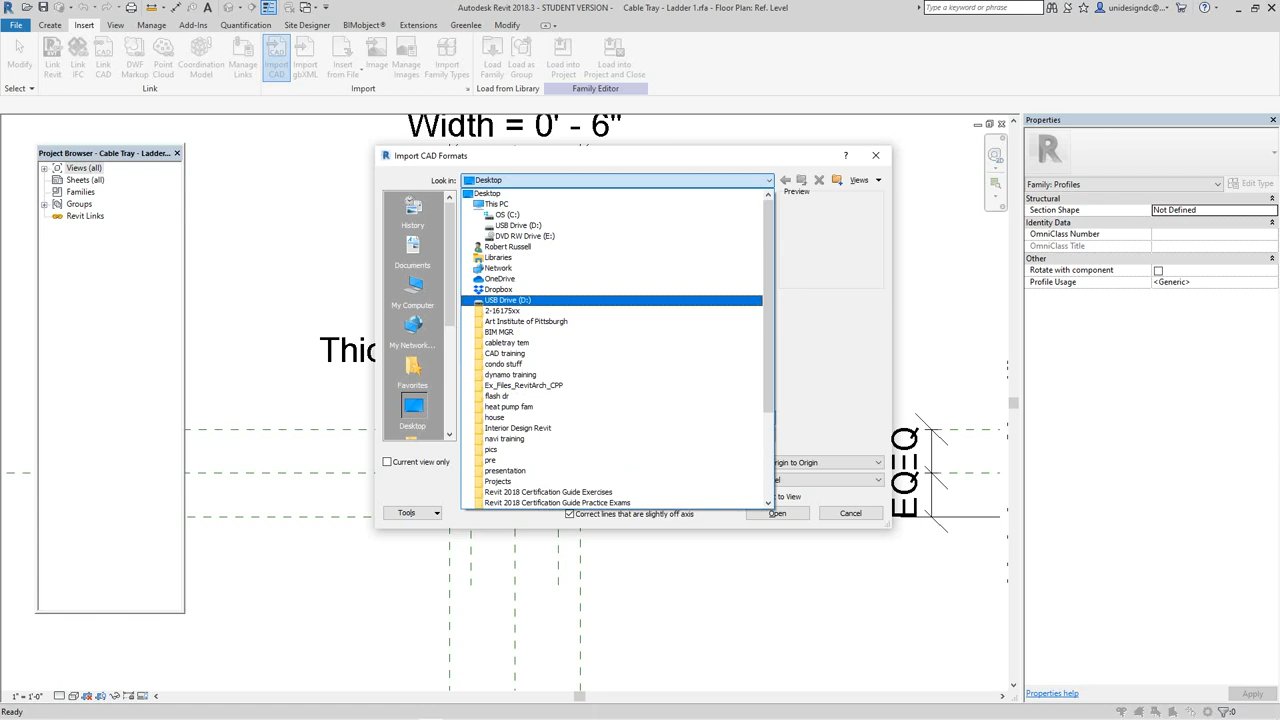 Autodesk Revit 2018.3 - STUDENT VERSION - Cable Tray - Ladder 1.rfa - Floor Plan: Ref. Level
Type a keyword or phrase
unidesigndc@...
File Create Insert View Manage Add-Ins Quantification Site Designer BIMobject® Extensions Greenlee Modify
Modify
Link Revit
Link IFC
Link CAD
DWF Markup
Point Cloud
Coordination Model
Manage Links
Import CAD
Import gbXML
Insert from File
Image
Manage Images
Import Family Types
Load Family
Load as Group
Load into Project
Load into Project and Close
Select Link Import Load from Library Family Editor
Width = 0' - 6"
Project Browser - Cable Tray - Ladder...
Views (all)
Sheets (all)
Families
Groups
Revit Links
Import CAD Formats
Look in: Desktop
Views
Preview
History
Documents
My Computer
My Network...
Favorites
Desktop
Desktop
This PC
OS (C:)
USB Drive (D:)
DVD RW Drive (E:)
Robert Russell
Libraries
Network
OneDrive
Dropbox
USB Drive (D:)
2-16175xx
Art Institute of Pittsburgh
BIM MGR
cabletray tem
CAD training
condo stuff
dynamo training
Ex_Files_RevitArch_CPP
flash dr
heat pump fam
house
Interior Design Revit
navi training
pics
pre
presentation
Projects
Revit 2018 Certification Guide Exercises
Revit 2018 Certification Guide Practice Exams
Current view only
igin to Origin
el
t to View
Tools
Correct lines that are slightly off axis
Open
Cancel
Thic
EQ EQ
Properties
Family: Profiles
Edit Type
Structural
Section Shape Not Defined
Identity Data
OmniClass Number
OmniClass Title
Other
Rotate with component
Profile Usage <Generic>
Properties help
Apply
1" = 1'-0"
Ready
:0